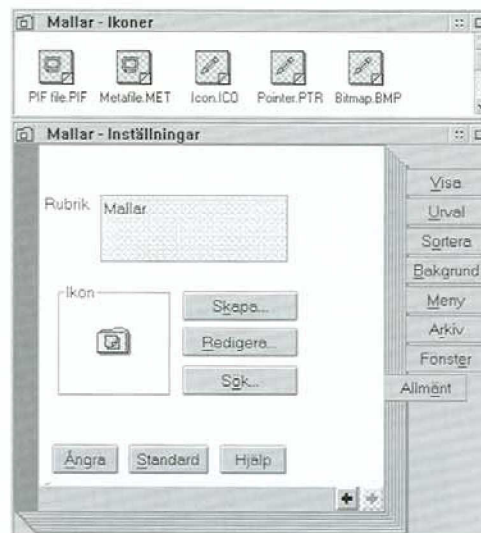 Mallar - Ikoner
PIF file.PIF Metafile.MET Icon.ICO Pointer.PTR Bitmap.BMP
Mallar - Inställningar
Rubrik Mallar
Visa
Urval
Sortera
Bakgrund
Meny
Arkiv
Fönster
Allmänt
Ikon
Skapa...
Redigera...
Sök...
Ångra Standard Hjälp